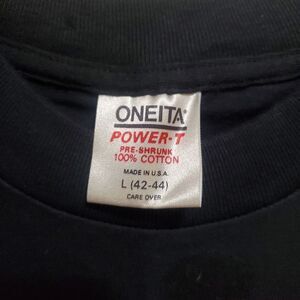 ONEITA®
POWER-T
PRE-SHRUNK
100% COTTON
MADE IN U.S.A.
L (42-44)
CARE OVER